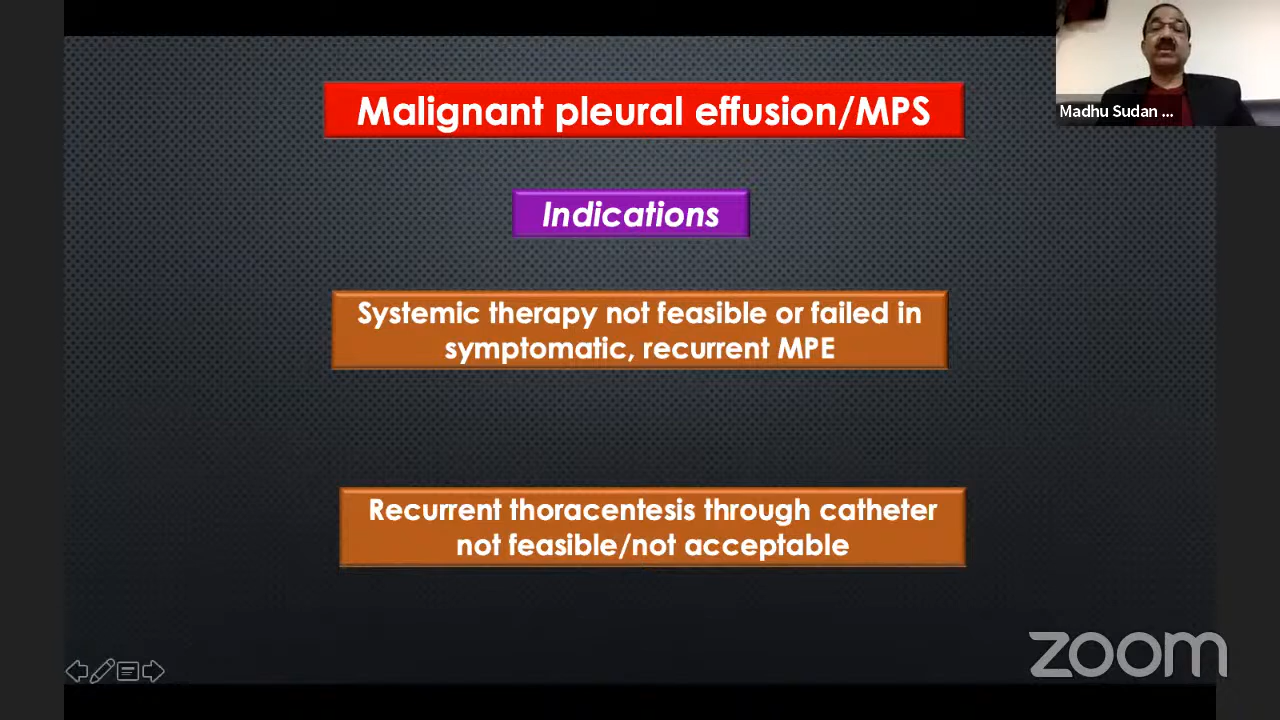 Malignant pleural effusion/MPS
Madhu Sudan ...
Indications
Systemic therapy not feasible or failed in
symptomatic, recurrent MPE
Recurrent thoracentesis through catheter
not feasible/not acceptable
zoom